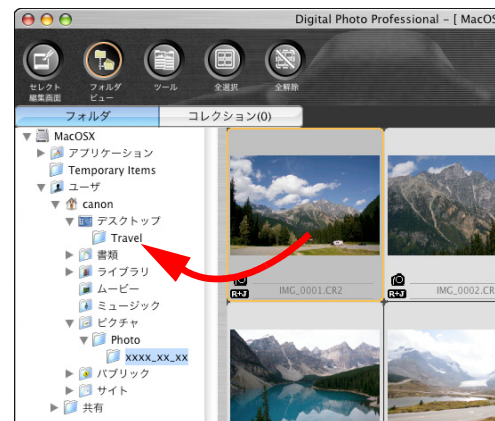 Digital Photo Professional – [ MacOS
セレクト
編集画面
フォルダ
ビュー
ツール
全選択
全解除
フォルダ
コレクション(0)
MacOSX
アプリケーション
Temporary Items
ユーザ
canon
デスクトップ
Travel
書類
ライブラリ
ムービー
ミュージック
ピクチャ
Photo
xxxx_xx_xx
パブリック
サイト
共有
R+J
IMG_0001.CR2
R+J
IMG_0002.CR